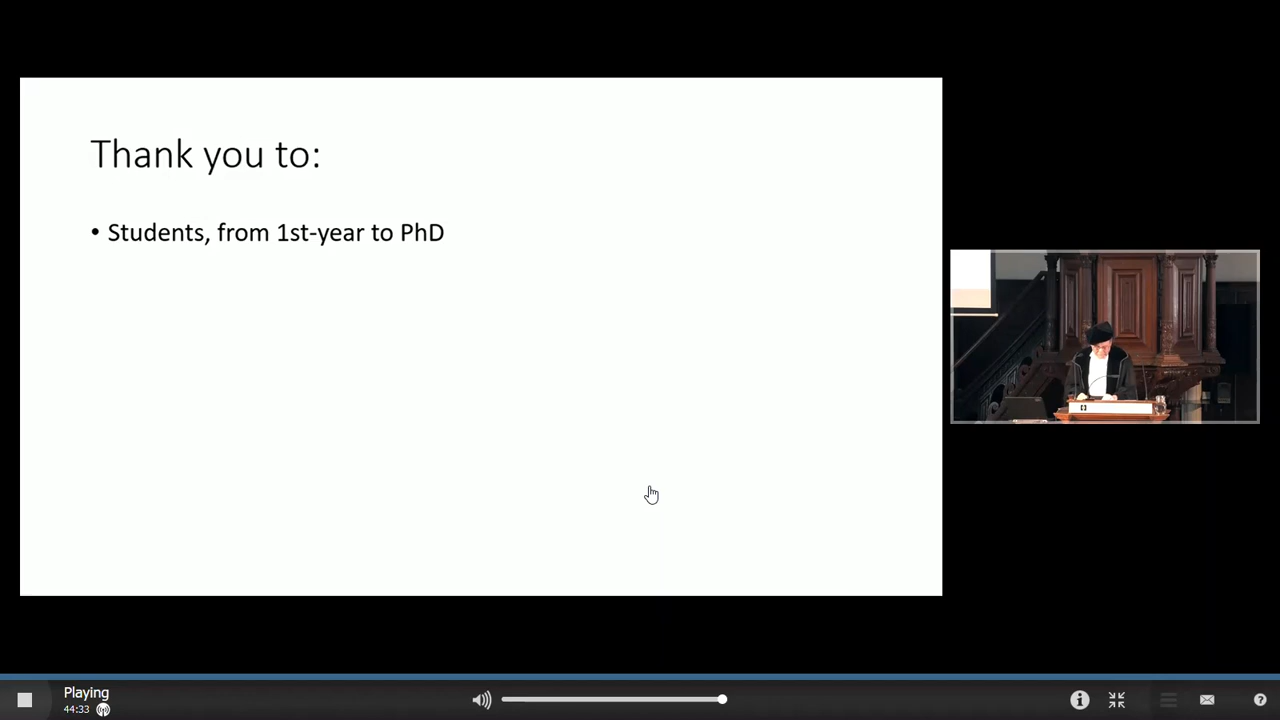 Thank you to:
• Students, from 1st-year to PhD
Playing
44:33